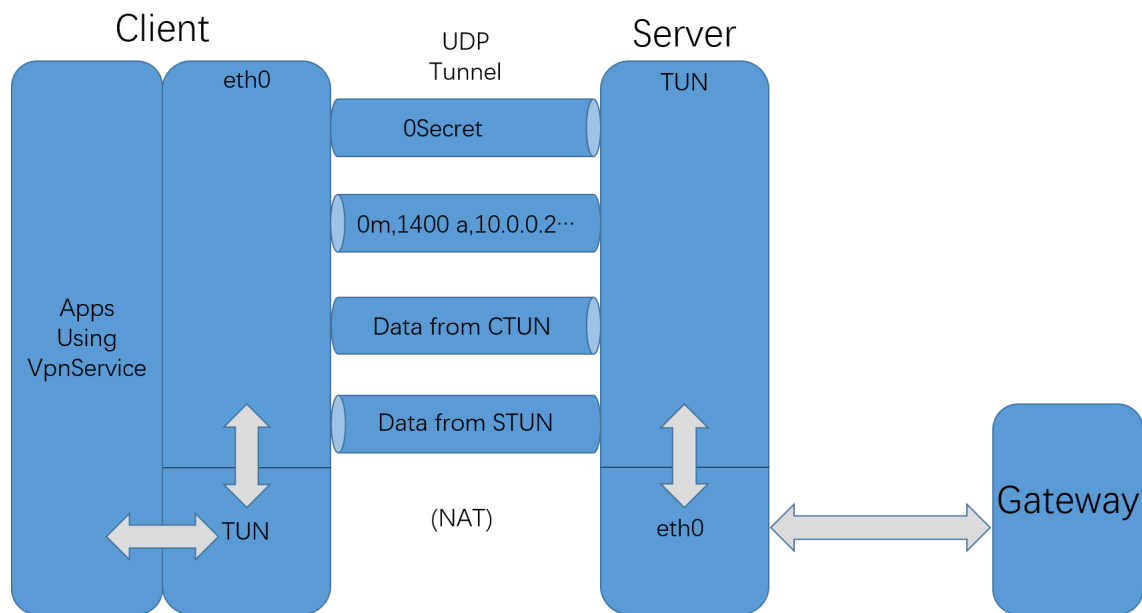 Client
Server
UDP
Tunnel
eth0
TUN
0Secret
0m,1400 a,10.0.0.2···
Apps
Using
VpnService
Data from CTUN
Data from STUN
Gateway
TUN
(NAT)
eth0